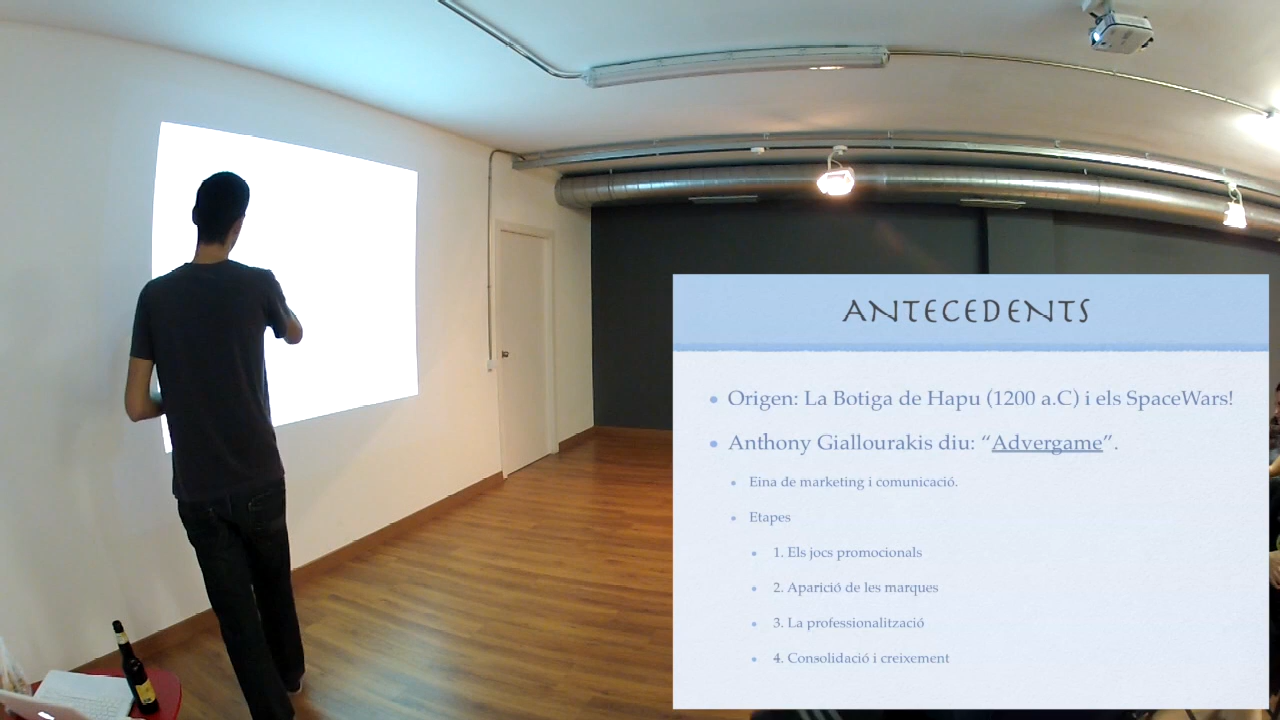 ANTECEDENTS
Origen: La Botiga de Hapu (1200 a.C) i els SpaceWars!
Anthony Giallourakis diu: “Advergame”.
Eina de marketing i comunicació.
Etapes
1. Els jocs promocionals
2. Aparició de les marques
3. La professionalització
4. Consolidació i creixement